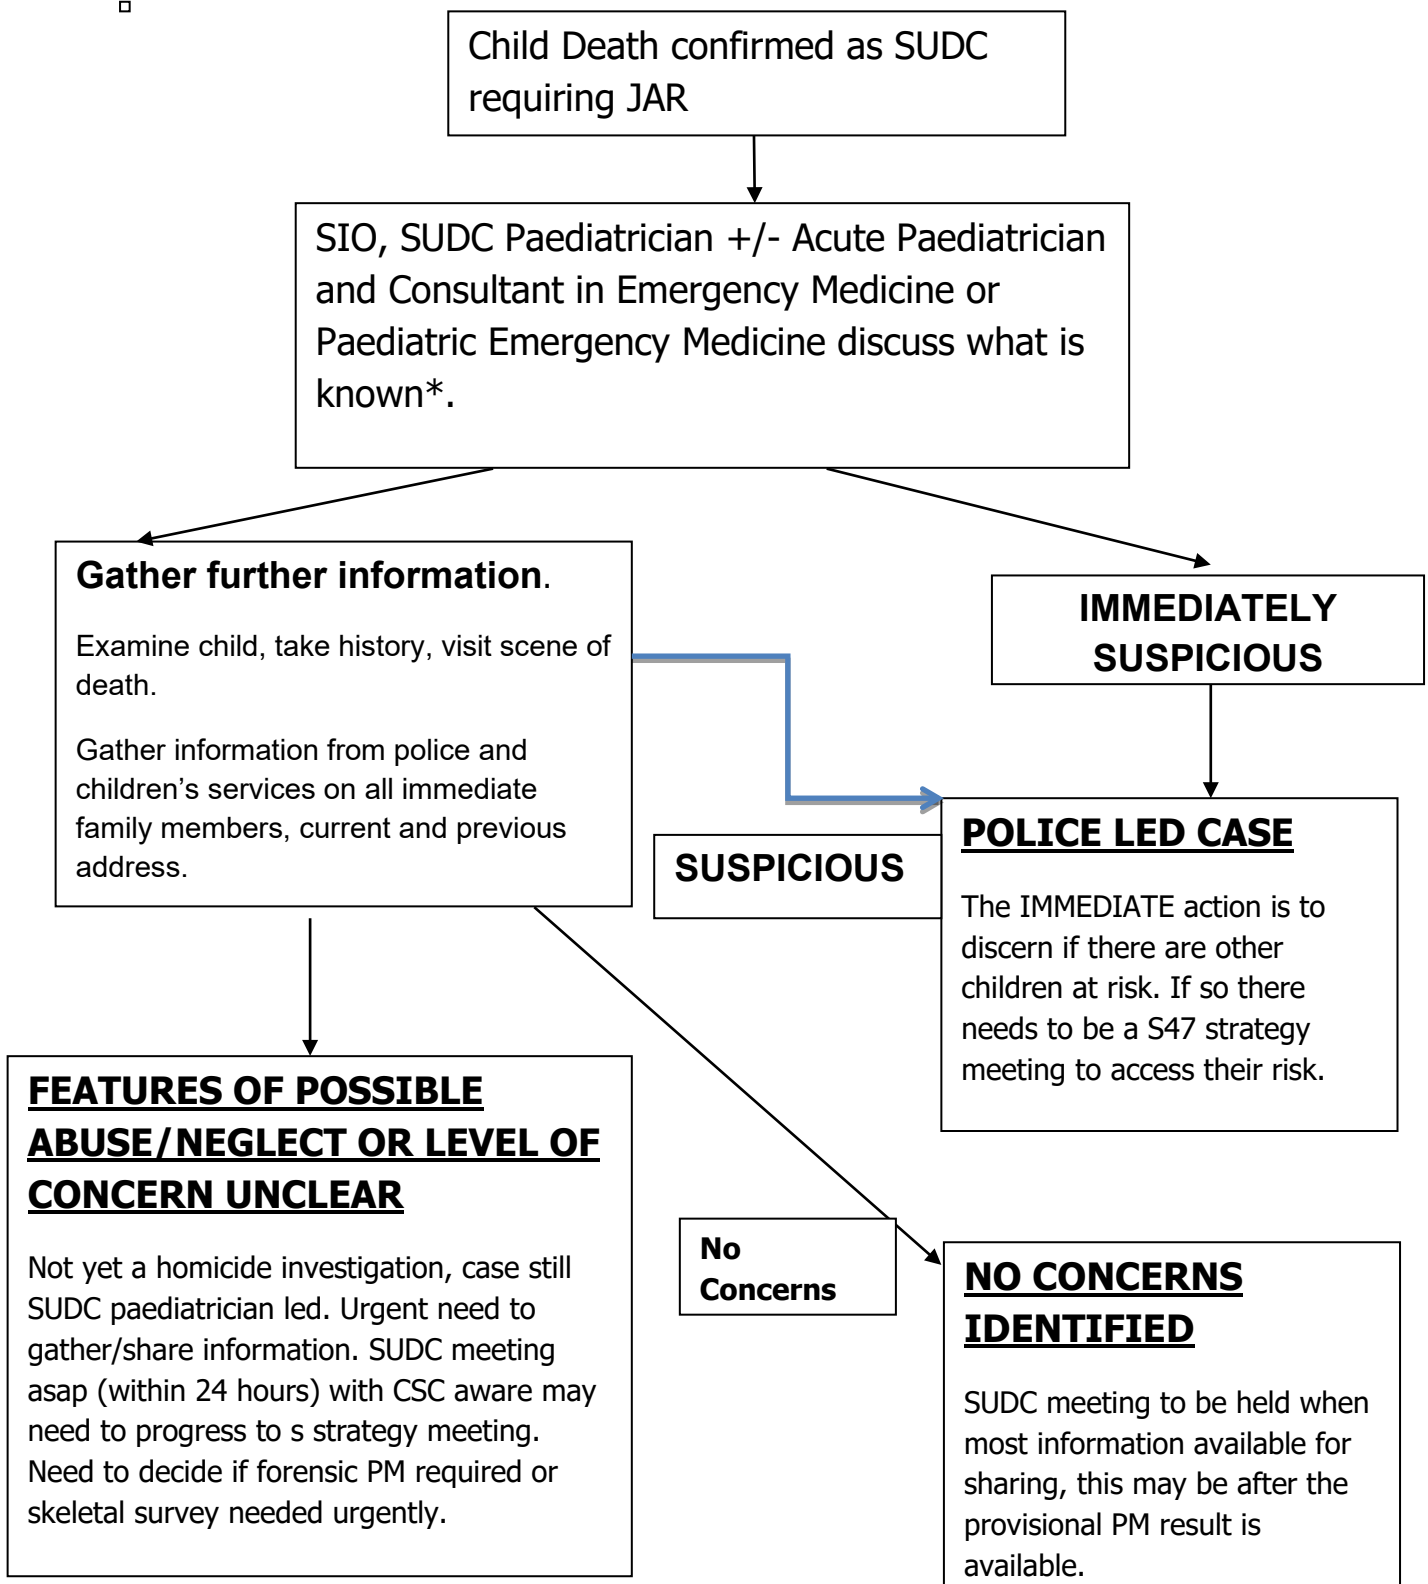 Child Death confirmed as SUDC
requiring JAR
SIO, SUDC Paediatrician +/- Acute Paediatrician
and Consultant in Emergency Medicine or
Paediatric Emergency Medicine discuss what is
known*.
Gather further information.
Examine child, take history, visit scene of
death.
Gather information from police and
children’s services on all immediate
family members, current and previous
address.
IMMEDIATELY
SUSPICIOUS
SUSPICIOUS
POLICE LED CASE
The IMMEDIATE action is to
discern if there are other
children at risk. If so there
needs to be a S47 strategy
meeting to access their risk.
FEATURES OF POSSIBLE
ABUSE/NEGLECT OR LEVEL OF
CONCERN UNCLEAR
Not yet a homicide investigation, case still
SUDC paediatrician led. Urgent need to
gather/share information. SUDC meeting
asap (within 24 hours) with CSC aware may
need to progress to s strategy meeting.
Need to decide if forensic PM required or
skeletal survey needed urgently.
No
Concerns
NO CONCERNS
IDENTIFIED
SUDC meeting to be held when
most information available for
sharing, this may be after the
provisional PM result is
available.